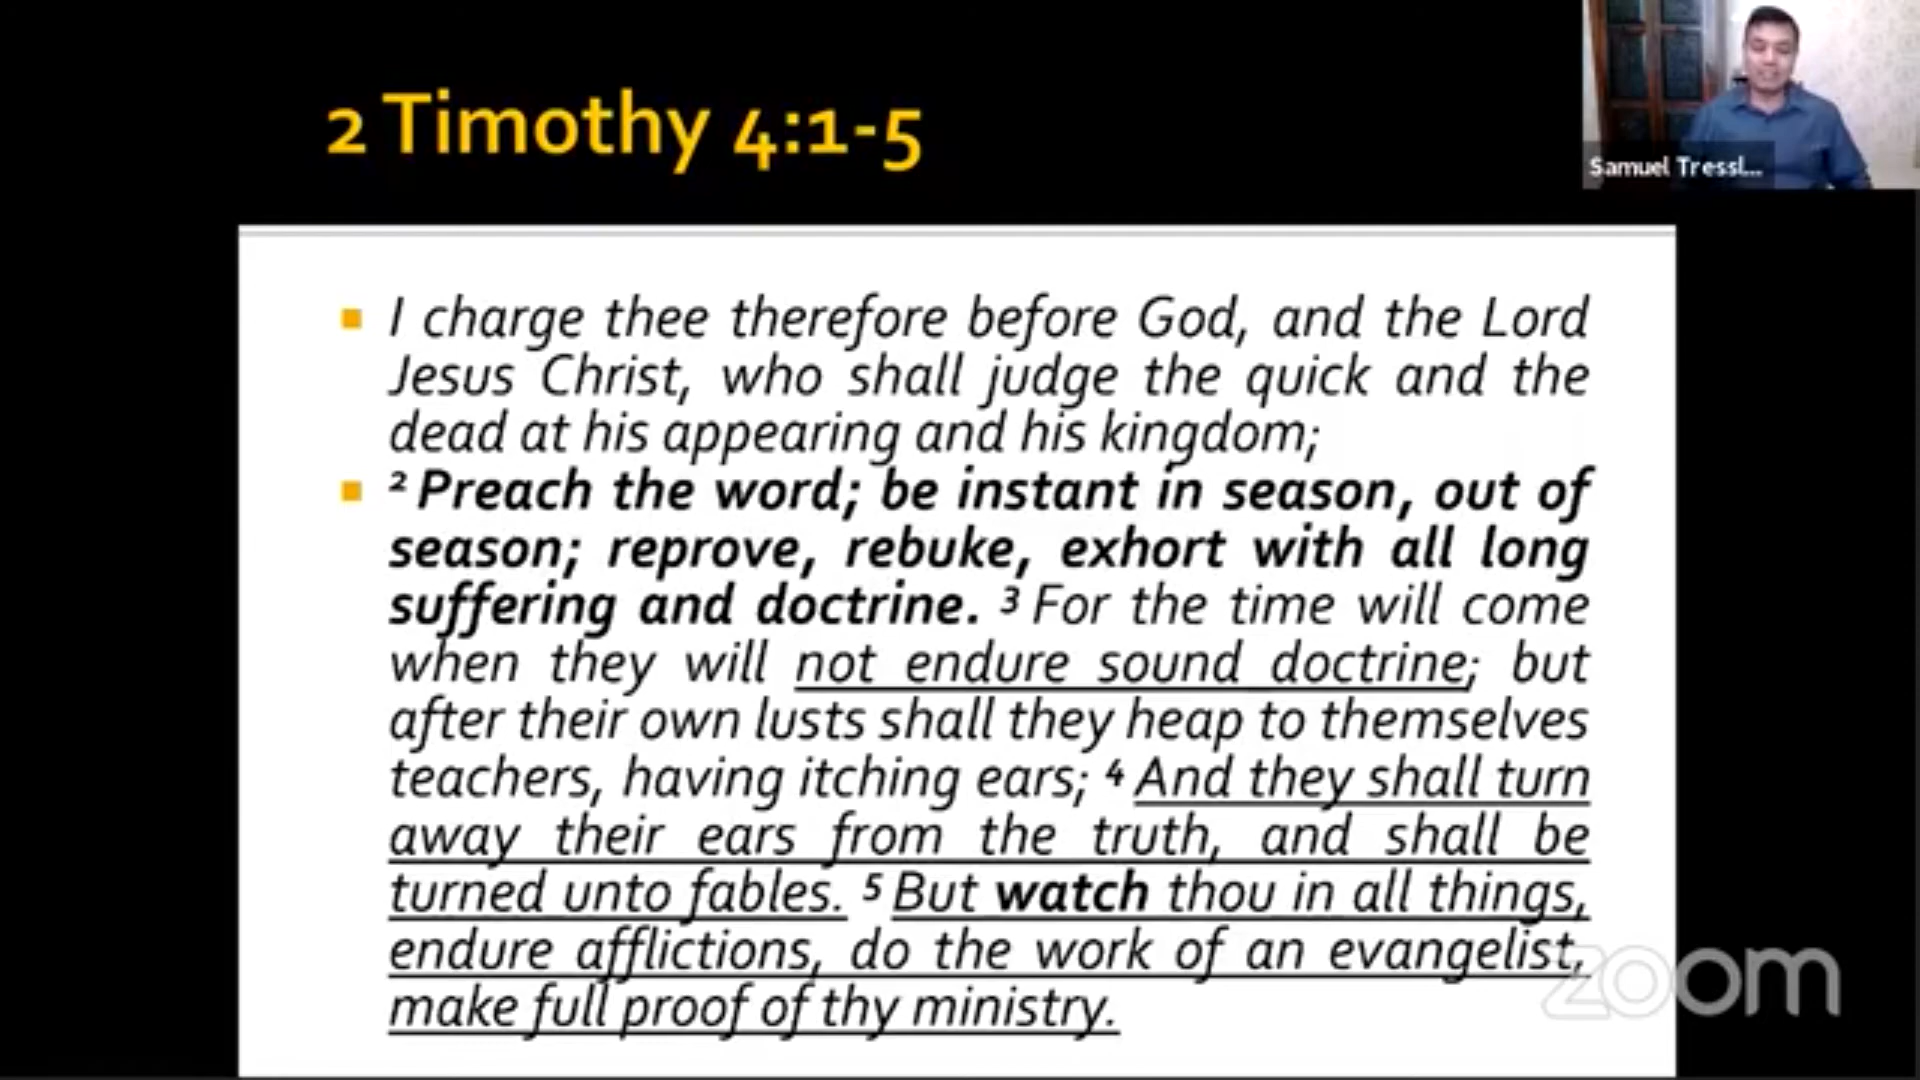 2 Timothy 4:1-5
Samuel Tressl...
I charge thee therefore before God, and the Lord
Jesus Christ, who shall judge the quick and the
dead at his appearing and his kingdom;
² Preach the word; be instant in season, out of
season; reprove, rebuke, exhort with all long
suffering and doctrine. ³ For the time will come
when they will not endure sound doctrine; but
after their own lusts shall they heap to themselves
teachers, having itching ears; ⁴ And they shall turn
away their ears from the truth, and shall be
turned unto fables. ⁵ But watch thou in all things,
endure afflictions, do the work of an evangelist,
make full proof of thy ministry.
zoom